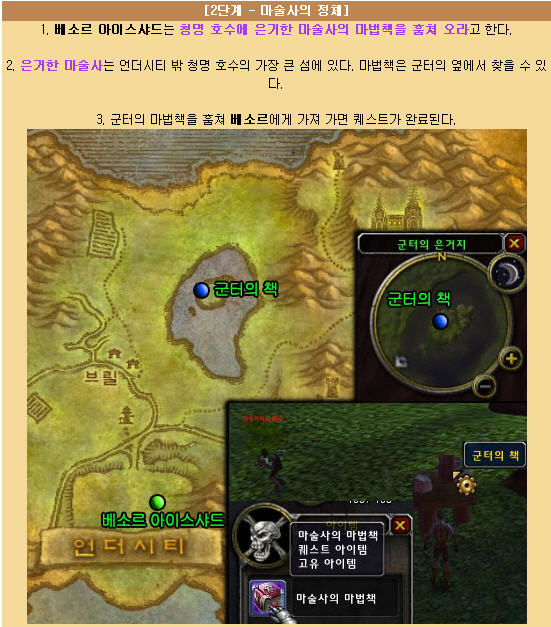 [2단계 - 마술사의 정체]
1. 베소르 아이스섀드는 청명 호수에 은거한 마술사의 마법책을 훔쳐 오라고 한다.
2. 은거한 마술사는 언더시티 밖 청명 호수의 가장 큰 섬에 있다. 마법책은 군터의 옆에서 찾을 수 있
다.
3. 군터의 마법책을 훔쳐 베소르에게 가져 가면 퀘스트가 완료된다.
군터의 은거지
N
군터의 책
군터의 책
브릴
군터의 책
베소르 아이스섀드
언더시티
아이템
마술사의 마법책
퀘스트 아이템
고유 아이템
마술사의 마법책